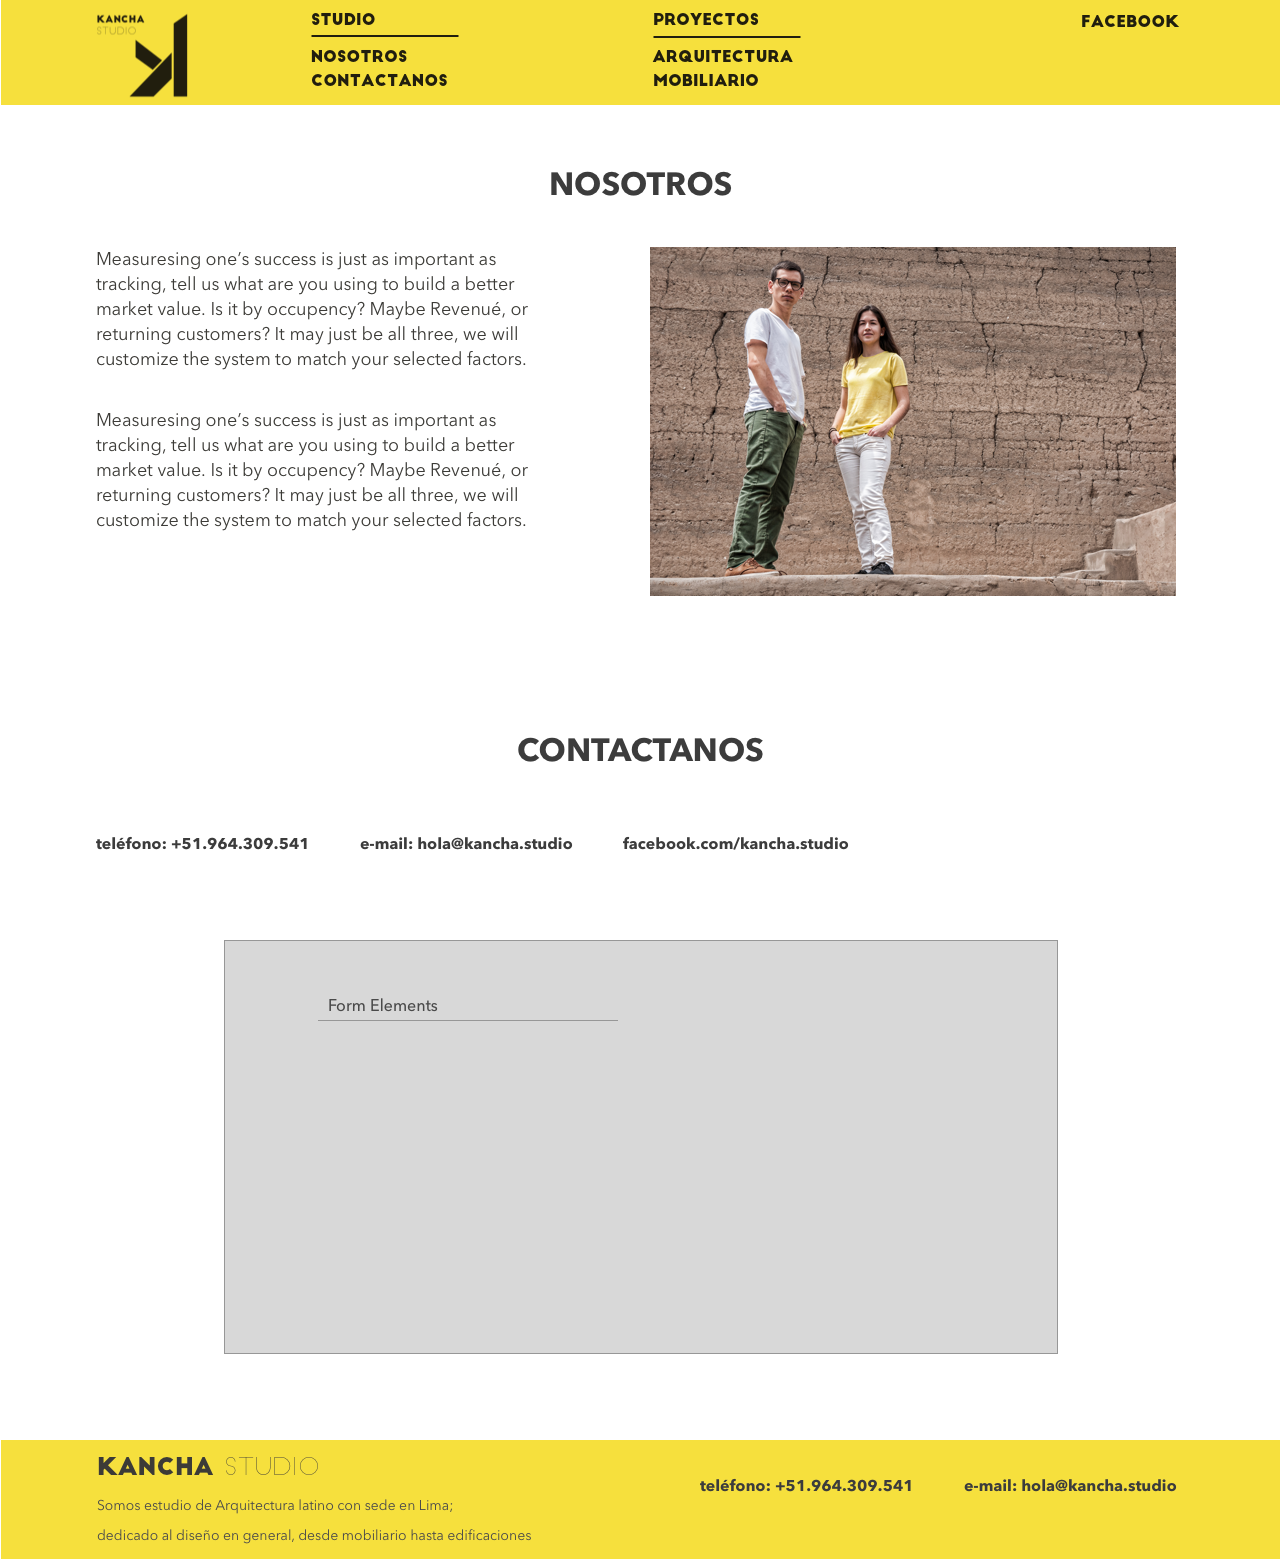 KANCHA
STUDIO
STUDIO
NOSOTROS
CONTACTANOS
PROYECTOS
ARQUITECTURA
MOBILIARIO
FACEBOOK
NOSOTROS
Measuresing one’s success is just as important as
tracking, tell us what are you using to build a better
market value. Is it by occupency? Maybe Revenué, or
returning customers? It may just be all three, we will
customize the system to match your selected factors.
Measuresing one’s success is just as important as
tracking, tell us what are you using to build a better
market value. Is it by occupency? Maybe Revenué, or
returning customers? It may just be all three, we will
customize the system to match your selected factors.
CONTACTANOS
teléfono: +51.964.309.541 e-mail: hola@kancha.studio facebook.com/kancha.studio
Form Elements
KANCHA STUDIO
Somos estudio de Arquitectura latino con sede en Lima;
dedicado al diseño en general, desde mobiliario hasta edificaciones
teléfono: +51.964.309.541 e-mail: hola@kancha.studio